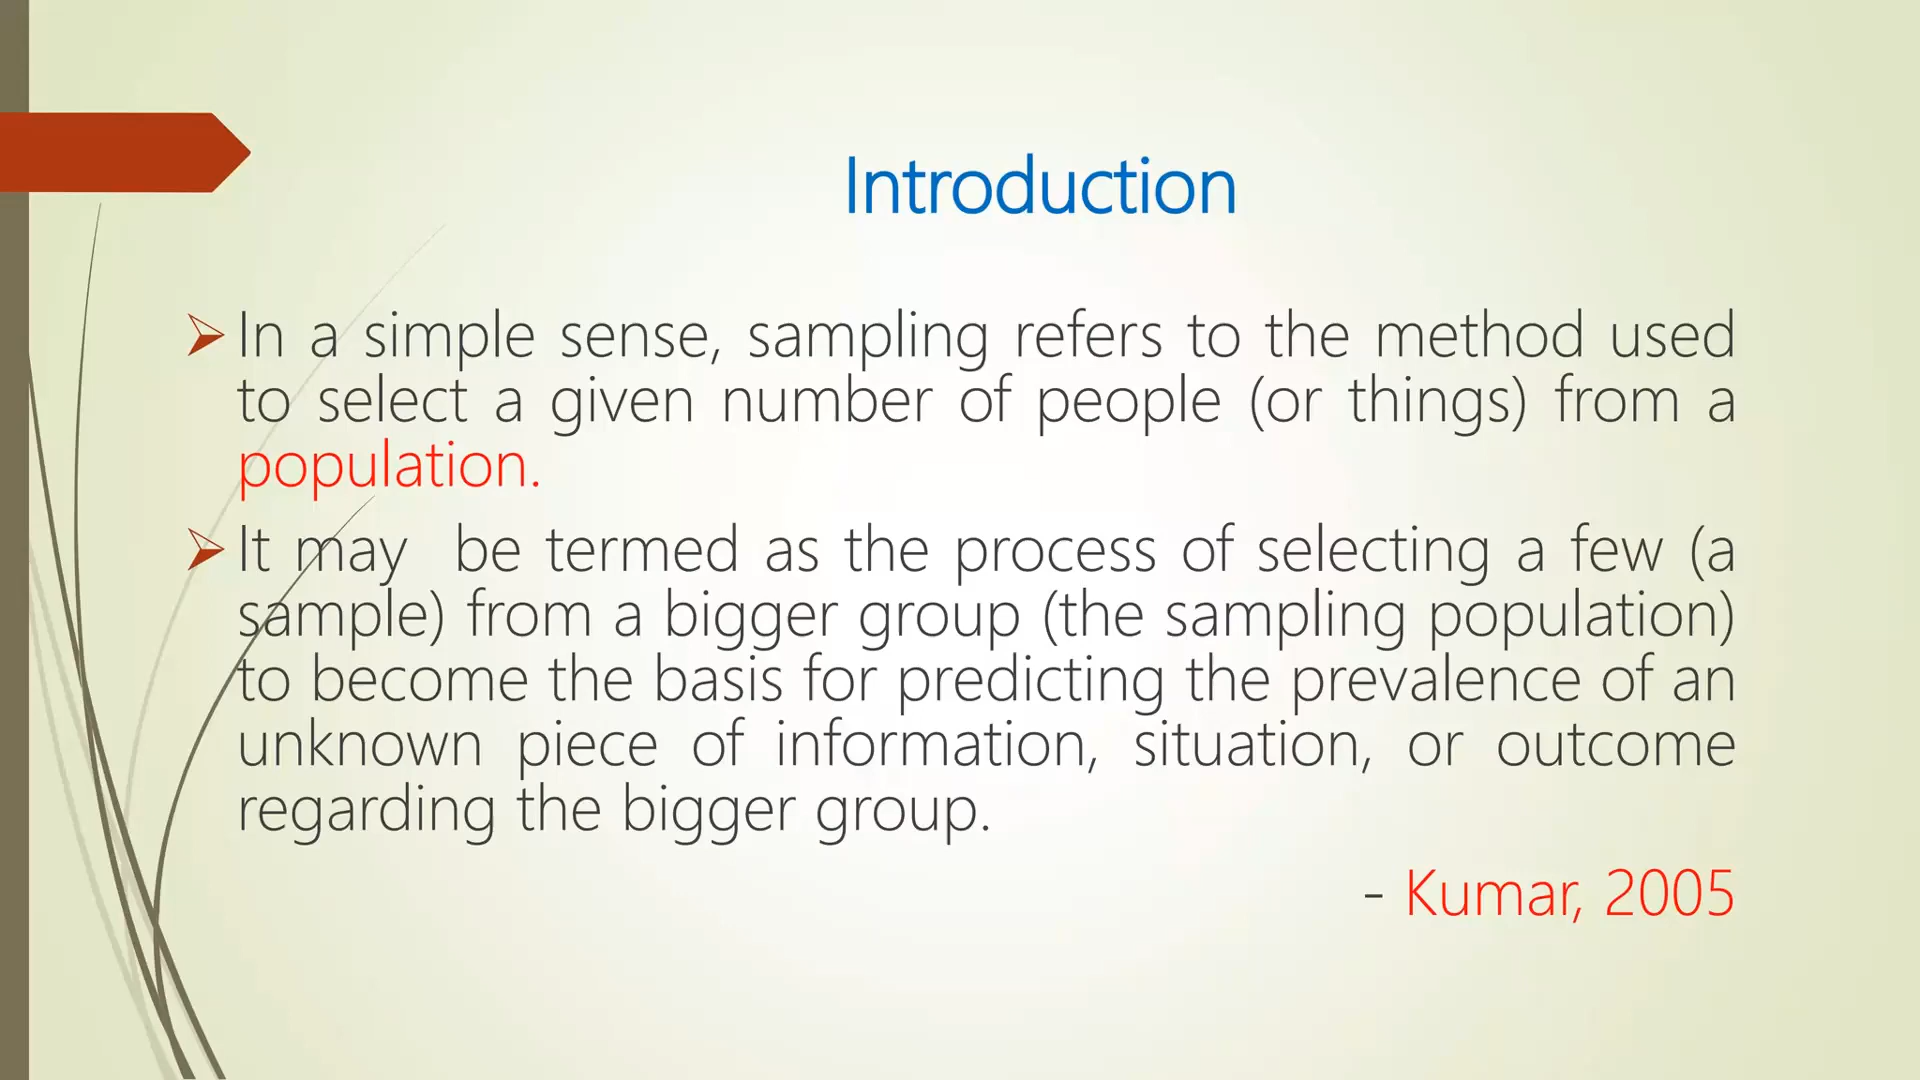 Introduction
In a simple sense, sampling refers to the method used
to select a given number of people (or things) from a
population.
It may be termed as the process of selecting a few (a
sample) from a bigger group (the sampling population)
to become the basis for predicting the prevalence of an
unknown piece of information, situation, or outcome
regarding the bigger group.
- Kumar, 2005